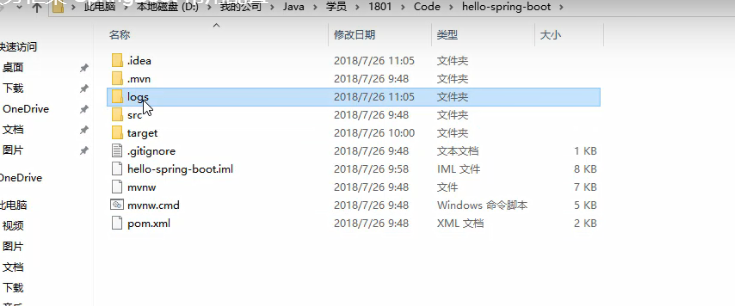 此电脑 > 本地磁盘 (D:) > 我的公司 > Java > 学员 > 1801 > Code > hello-spring-boot >
名称 修改日期 类型 大小
快速访问
桌面
下载
OneDrive
文档
图片
OneDrive
此电脑
视频
图片
文档
下载
.idea 2018/7/26 11:05 文件夹
.mvn 2018/7/26 9:48 文件夹
logs 2018/7/26 11:05 文件夹
src 2018/7/26 9:48 文件夹
target 2018/7/26 10:00 文件夹
.gitignore 2018/7/26 9:48 文本文档 1 KB
hello-spring-boot.iml 2018/7/26 9:58 IML 文件 8 KB
mvnw 2018/7/26 9:48 文件 7 KB
mvnw.cmd 2018/7/26 9:48 Windows 命令脚本 5 KB
pom.xml 2018/7/26 9:48 XML 文档 2 KB